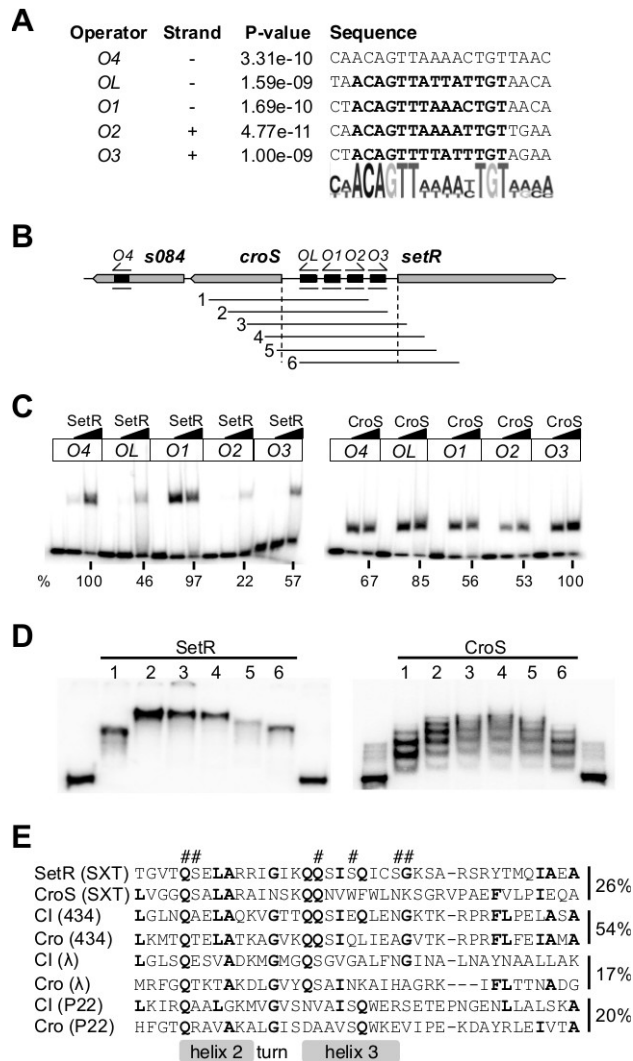 A
Operator Strand P-value Sequence
O4 - 3.31e-10 CAACAGTTAAAACTGTTAAC
OL - 1.59e-09 TAACAGTTATTATTGTAACA
O1 - 1.69e-10 CTACAGTTTAAACTGTAACA
O2 + 4.77e-11 CAACAGTTAAAATTGTTGAA
O3 + 1.00e-09 CTACAGTTTTATTTGTAGAA
B
O4 s084 croS OL O1 O2 O3 setR
1
2
3
4
5
6
C
SetR SetR SetR SetR SetR CroS CroS CroS CroS CroS
O4 OL O1 O2 O3 O4 OL O1 O2 O3
% 100 46 97 22 57 67 85 56 53 100
D
SetR CroS
1 2 3 4 5 6 1 2 3 4 5 6
E
## # # ##
SetR (SXT) TGVTQSELARRIGIKQQSISQICSGKSA-RSRYTMQIAEA
CroS (SXT) LVGGQSALARAINSKQQNVWFWLNKSGRVPAEFVLPIEQA
26%
CI (434) LGLNQAELAQKVGTTQQSIEQLENGKTK-RPRFLPELASA
Cro (434) LKMTQTELATKAGVKQQSIQLIEAGVTK-RPRFLFEIAMA
54%
CI (λ) LGLSQESVADKMGMGQSGVGALFNGINA-LNAYNAALLAK
Cro (λ) MRFGQTKTAKDLGVYQSAINKAIHAGRK---IFLTTNADG
17%
CI (P22) LKIRQAALGKMVGVSNVAISQWERSETEPNGENLLALSKA
Cro (P22) HFGTQRAVAKALGISDAAVSQWKEVIPEKDAYRLEIVTA
20%
helix 2 turn helix 3